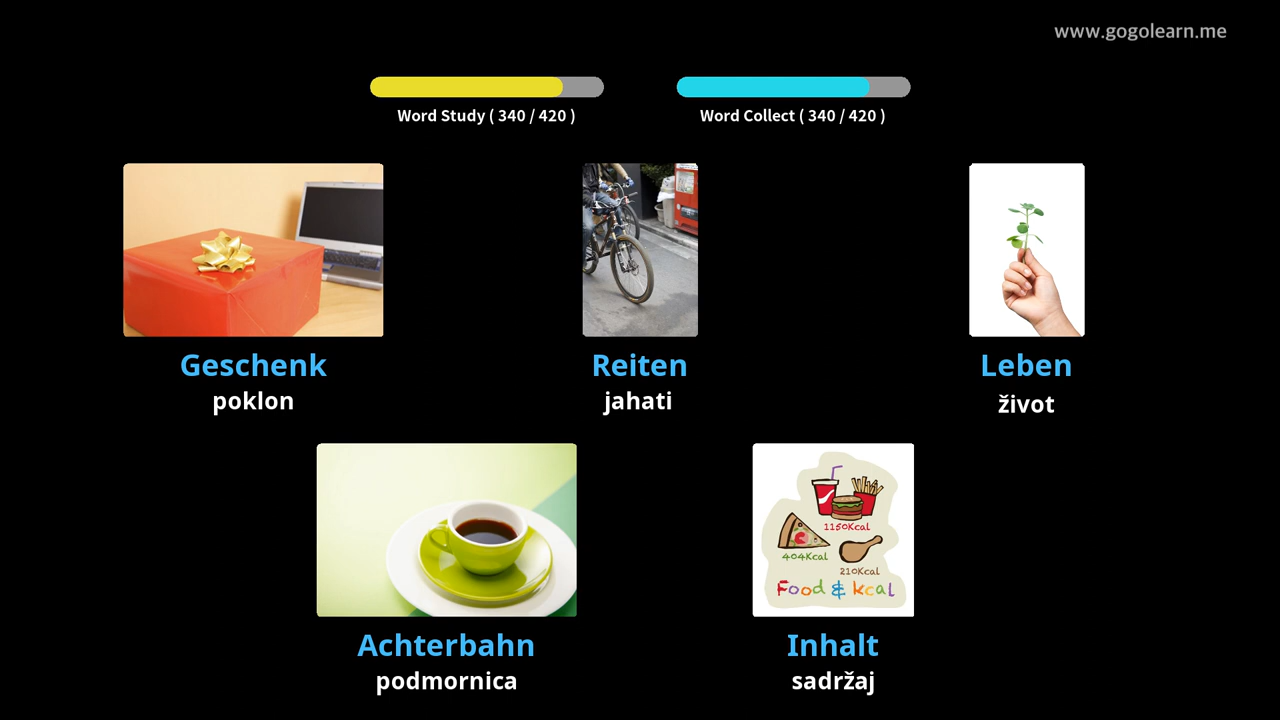 www.gogolearn.me
Word Study ( 340 / 420 )
Word Collect ( 340 / 420 )
Geschenk
poklon
Reiten
jahati
Leben
život
1150Kcal
404Kcal
210Kcal
Food & kcal
Achterbahn
podmornica
Inhalt
sadržaj